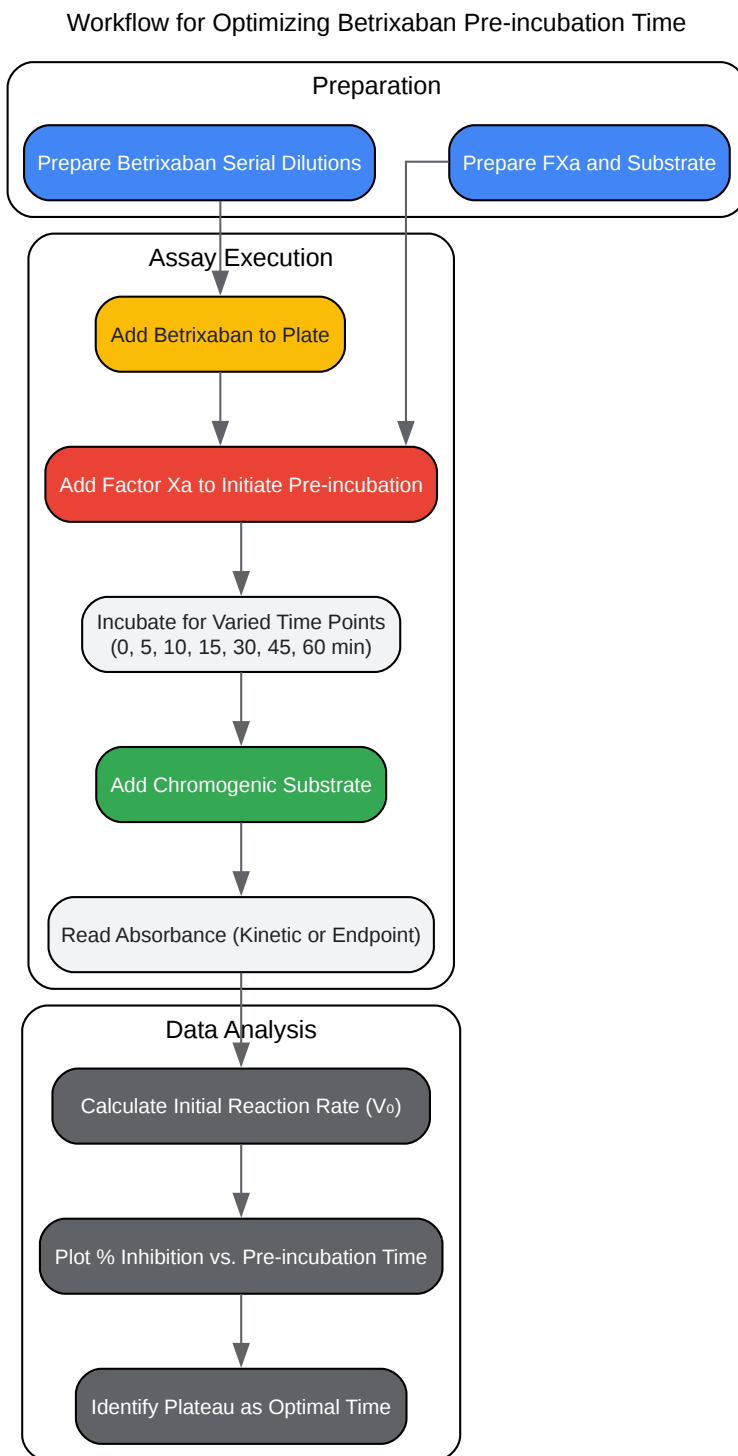 Workflow for Optimizing Betrixaban Pre-incubation Time
Preparation
Prepare Betrixaban Serial Dilutions
Prepare FXa and Substrate
Assay Execution
Add Betrixaban to Plate
Add Factor Xa to Initiate Pre-incubation
Incubate for Varied Time Points
(0, 5, 10, 15, 30, 45, 60 min)
Add Chromogenic Substrate
Read Absorbance (Kinetic or Endpoint)
Data Analysis
Calculate Initial Reaction Rate (V₀)
Plot % Inhibition vs. Pre-incubation Time
Identify Plateau as Optimal Time